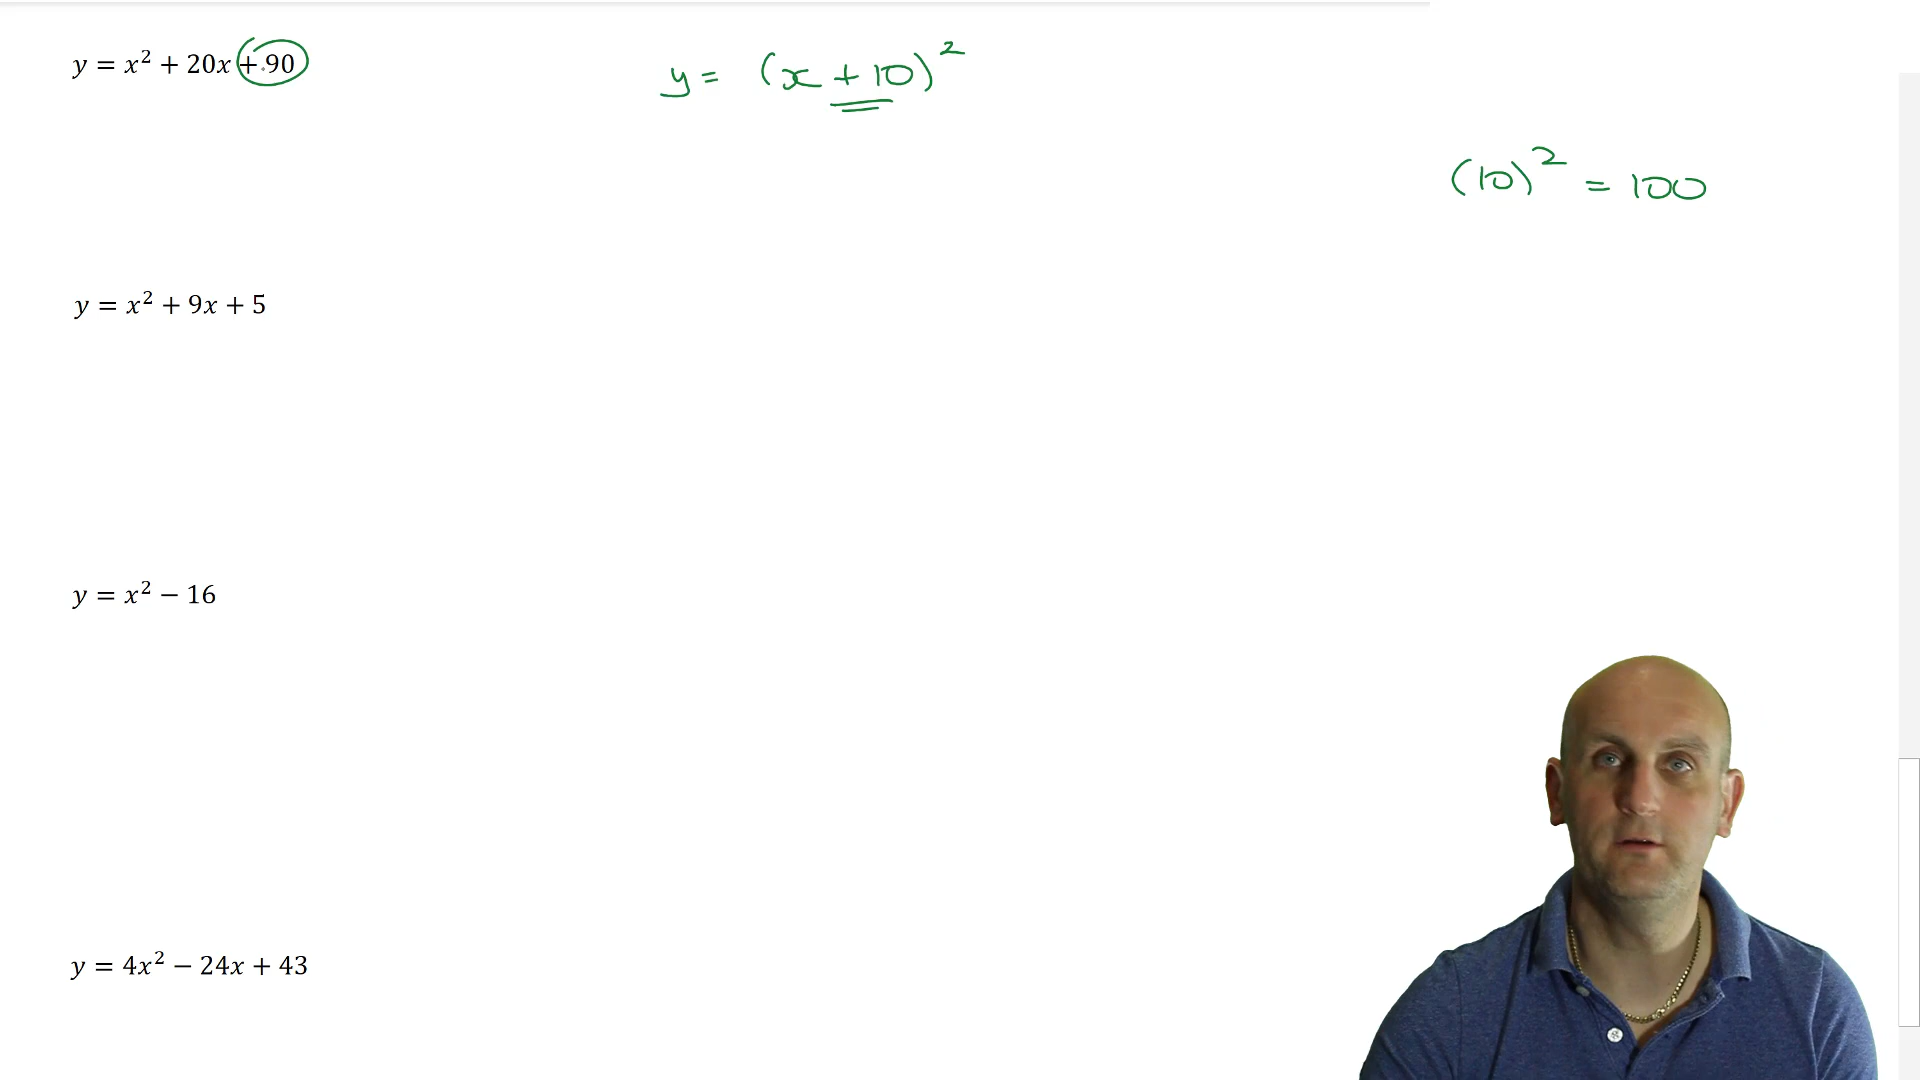 y = x² + 20x + 90
y = (x + 10)²
(10)² = 100
y = x² + 9x + 5
y = x² − 16
y = 4x² − 24x + 43